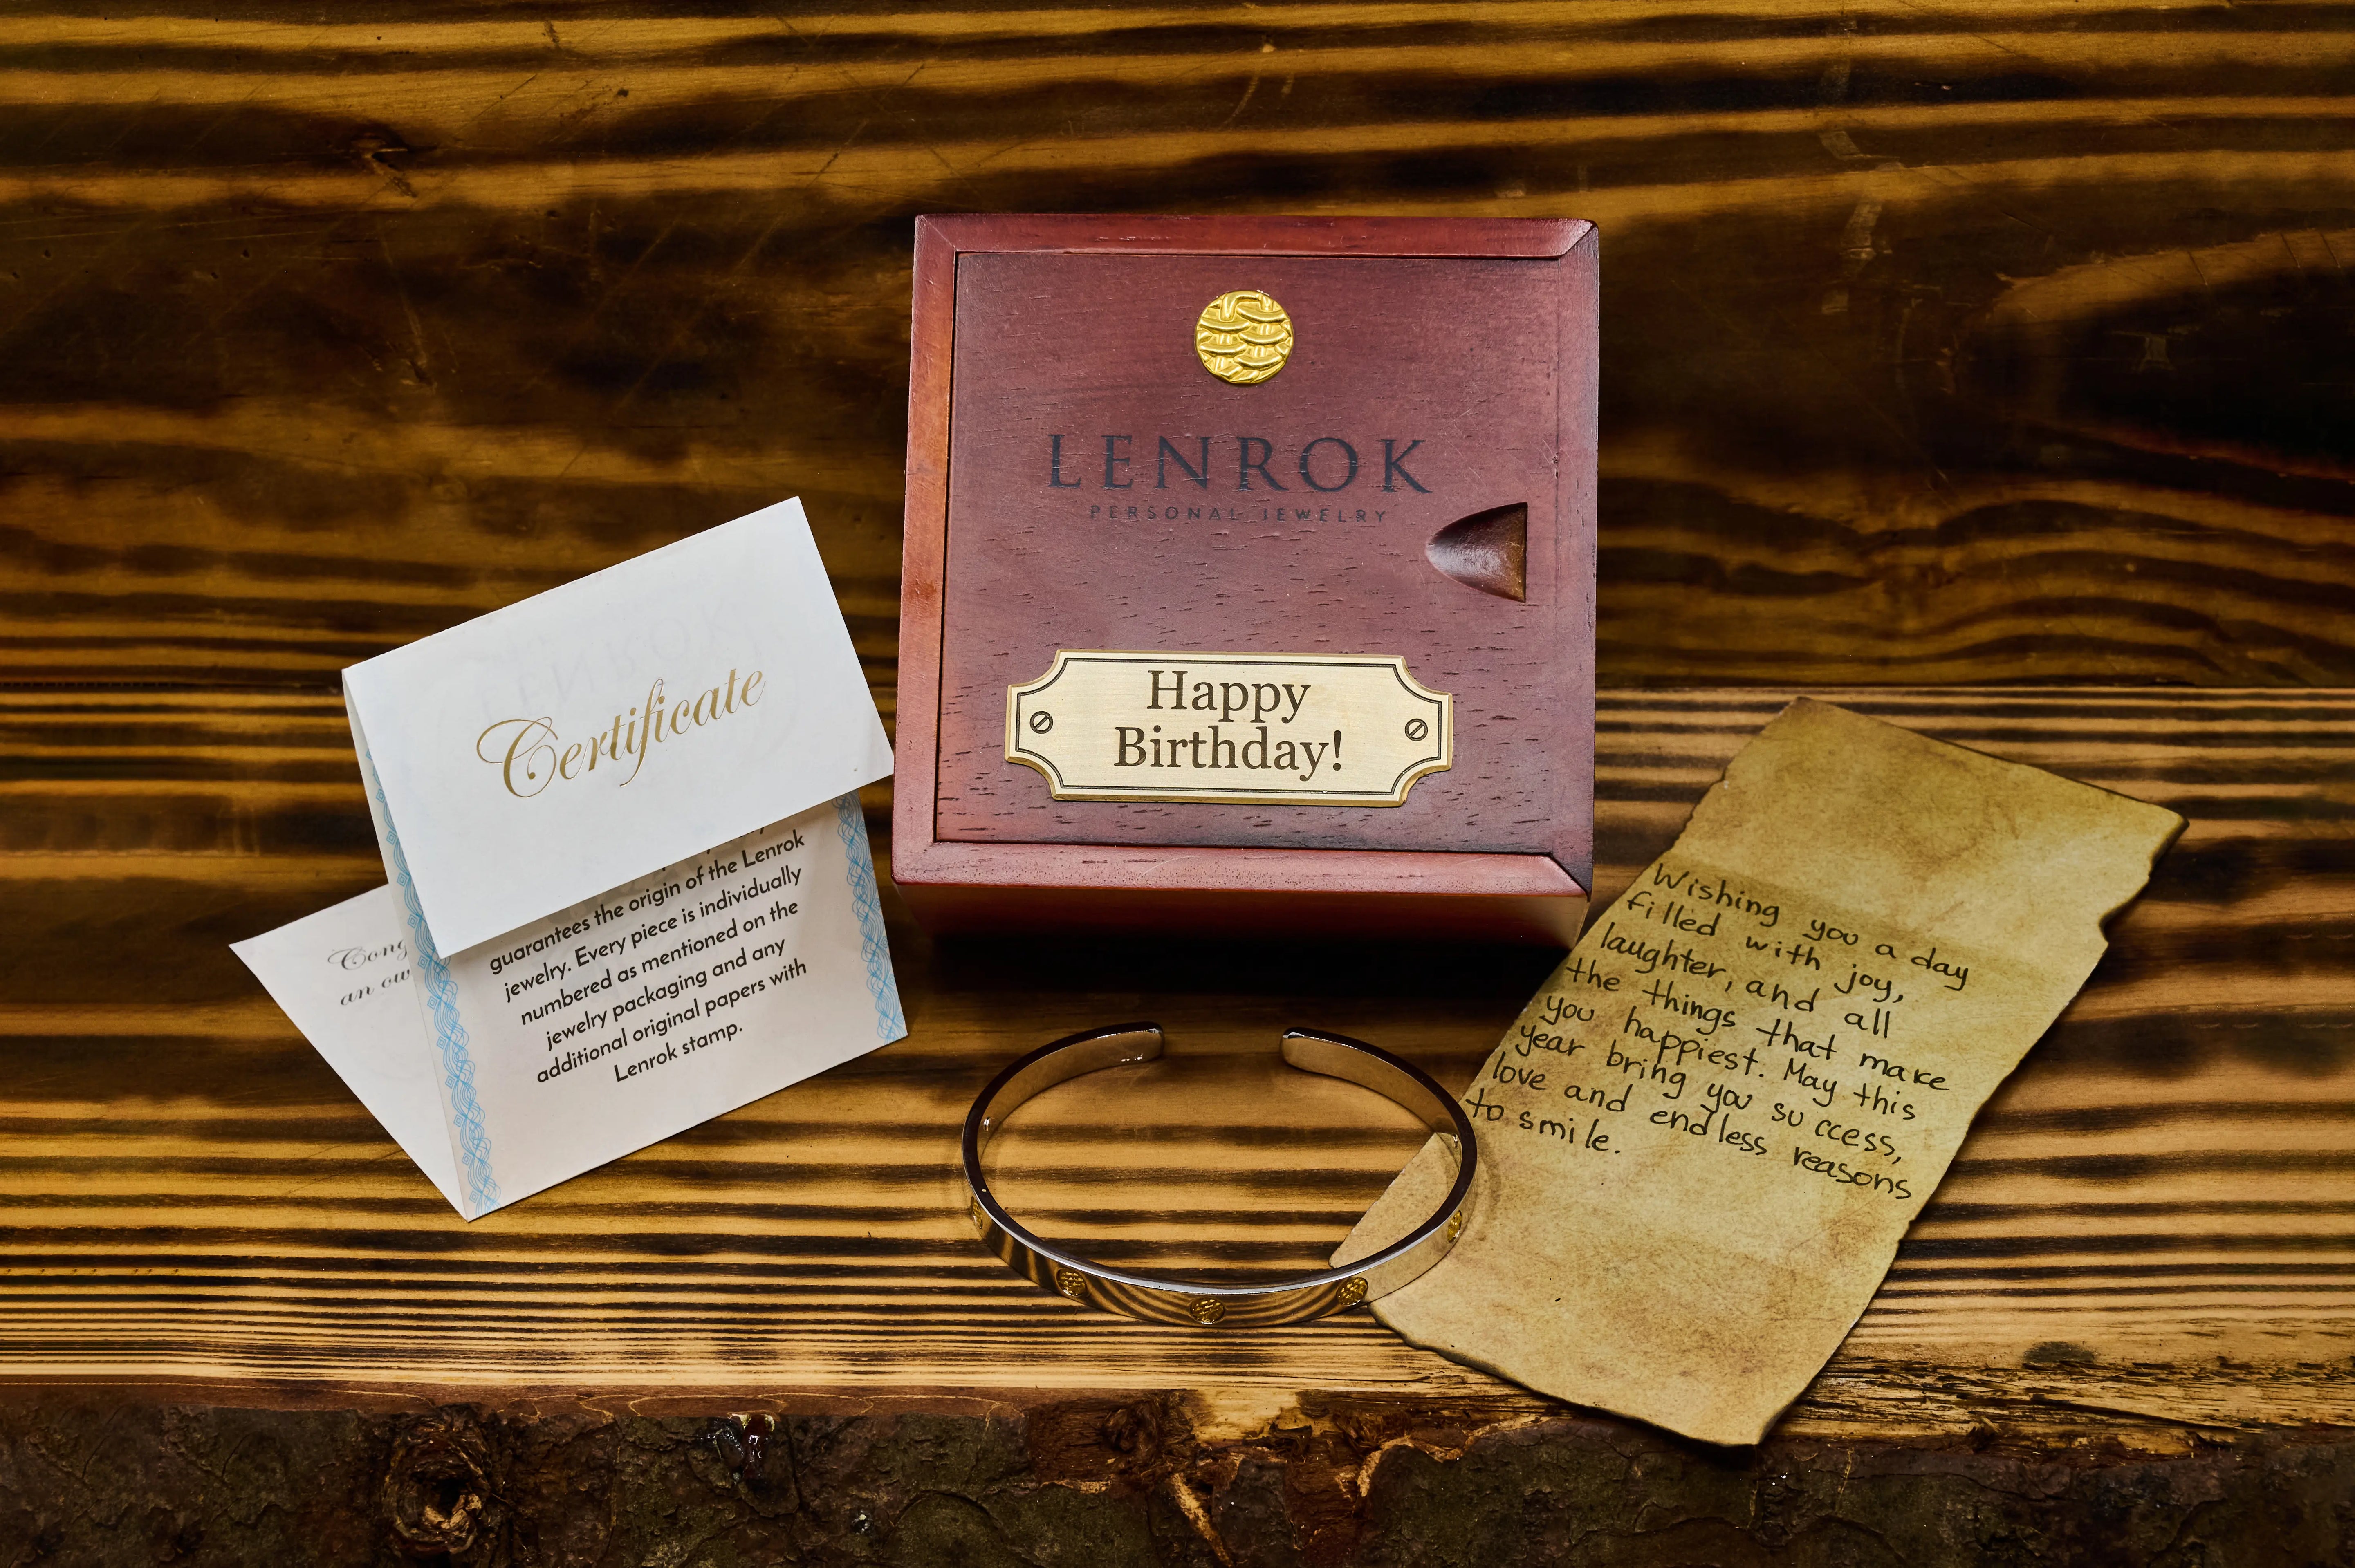 LENROK
PERSONAL JEWELRY
Happy
Birthday!
Certificate
guarantees the origin of the Lenrok
jewelry. Every piece is individually
numbered as mentioned on the
jewelry packaging and any
additional original papers with
Lenrok stamp.
an
Wishing you a day
filled with joy,
laughter, and all
the things that make
you happiest. May this
year bring you success,
love and endless reasons
to smile.